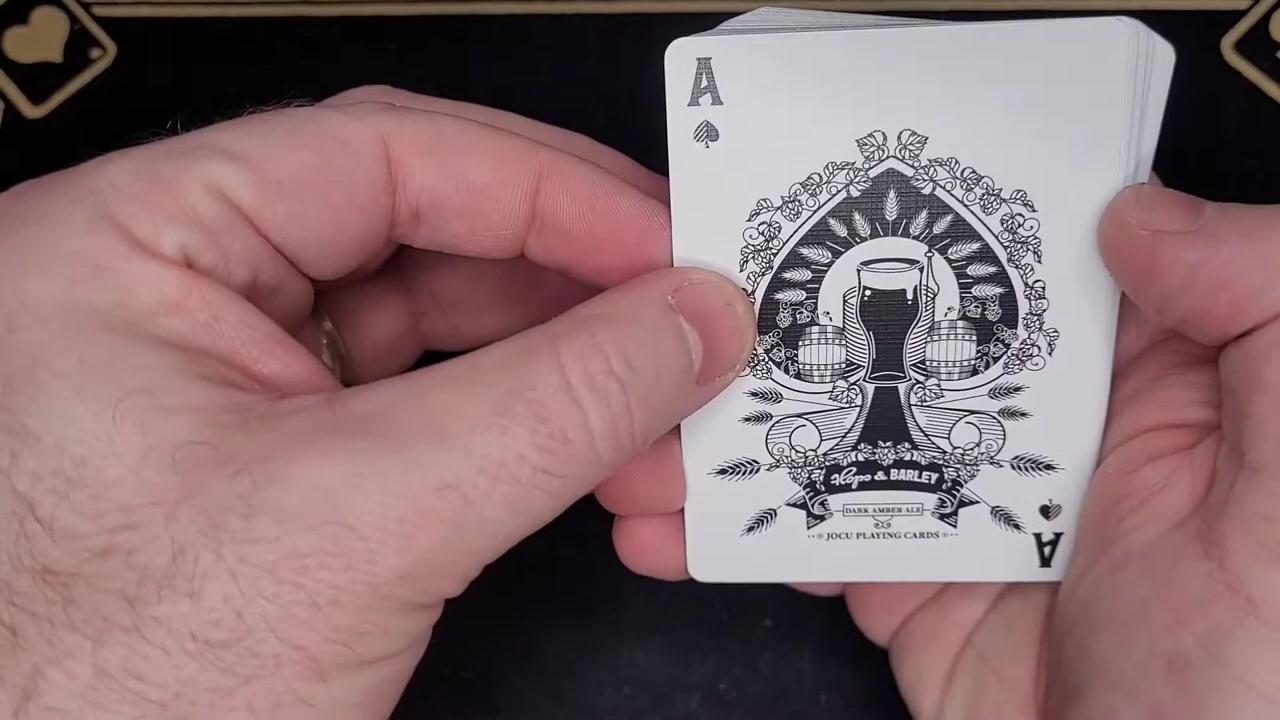 A
Hops & BARLEY
DARK AMBER ALE
JOCU PLAYING CARDS
A